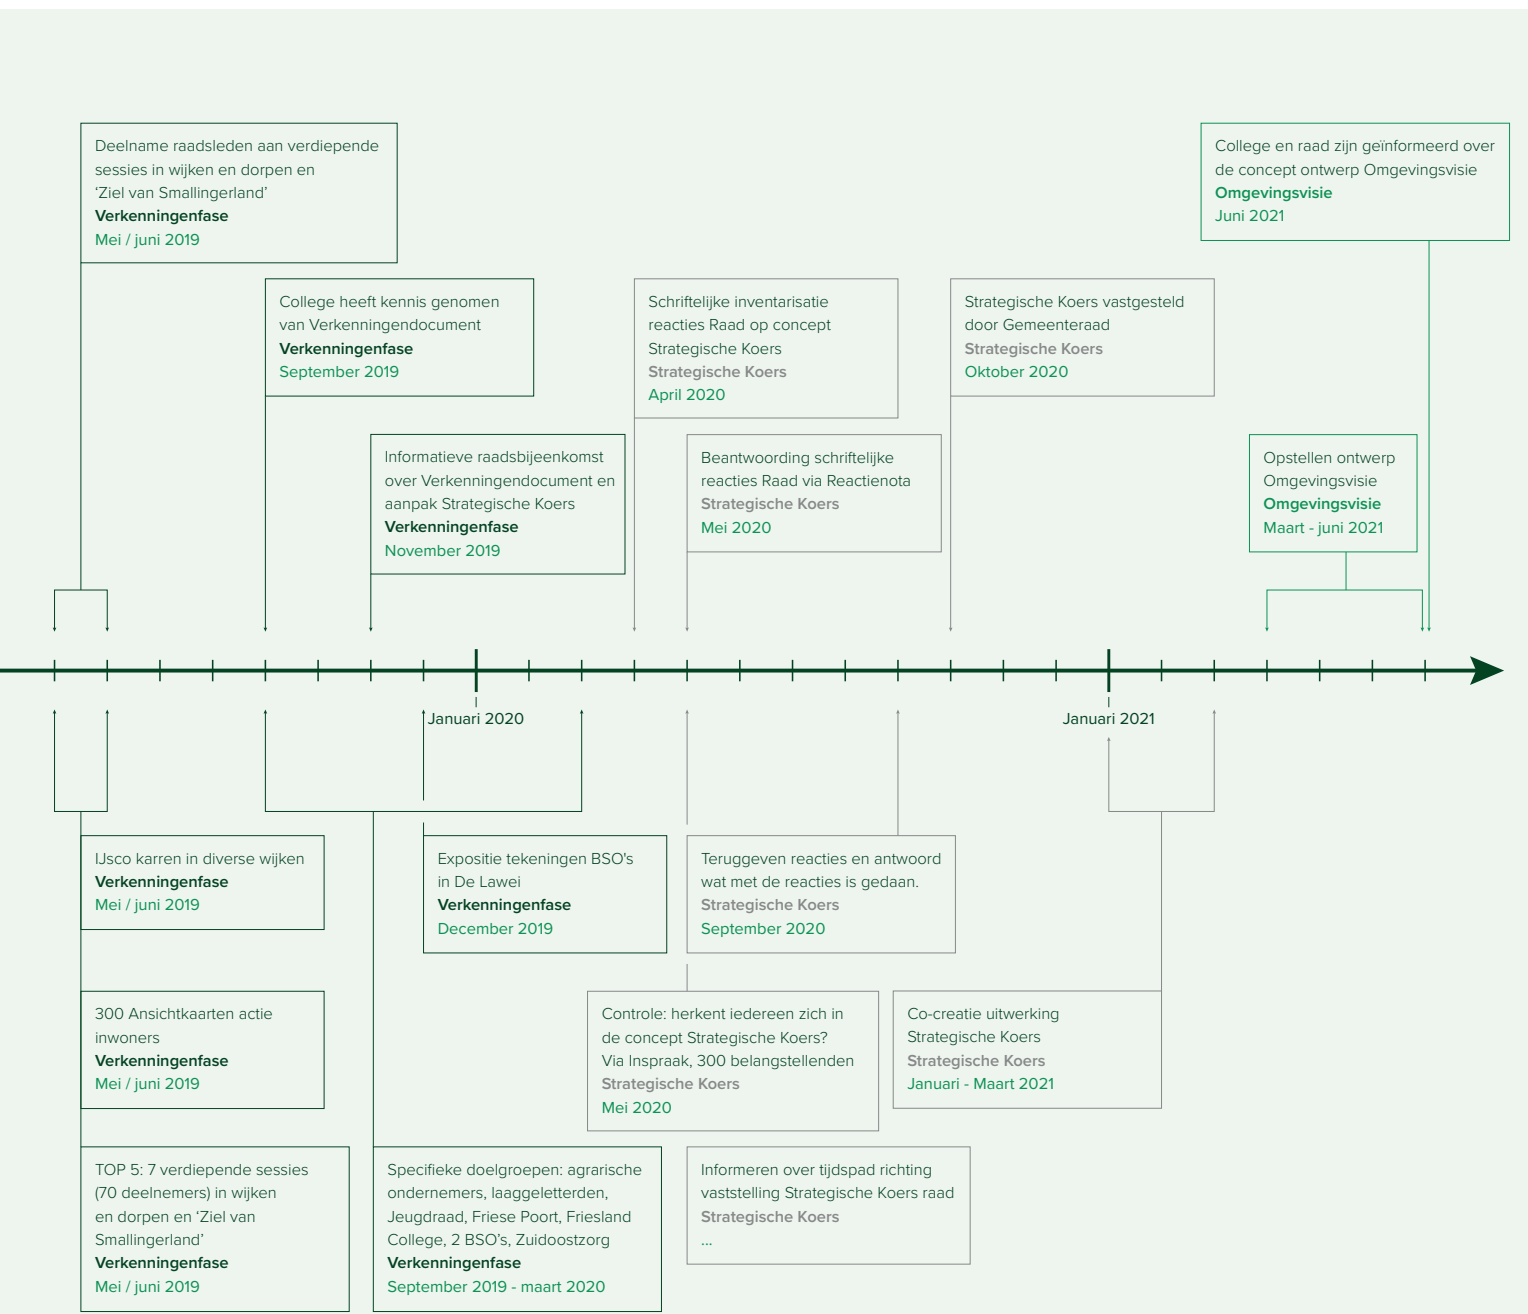 Deelname raadsleden aan verdiepende
sessies in wijken en dorpen en
‘Ziel van Smallingerland’
Verkenningenfase
Mei / juni 2019
College en raad zijn geïnformeerd over
de concept ontwerp Omgevingsvisie
Omgevingsvisie
Juni 2021
College heeft kennis genomen
van Verkenningendocument
Verkenningenfase
September 2019
Schriftelijke inventarisatie
reacties Raad op concept
Strategische Koers
Strategische Koers
April 2020
Strategische Koers vastgesteld
door Gemeenteraad
Strategische Koers
Oktober 2020
Informatieve raadsbijeenkomst
over Verkenningendocument en
aanpak Strategische Koers
Verkenningenfase
November 2019
Beantwoording schriftelijke
reacties Raad via Reactienota
Strategische Koers
Mei 2020
Opstellen ontwerp
Omgevingsvisie
Omgevingsvisie
Maart - juni 2021
Januari 2020
Januari 2021
IJsco karren in diverse wijken
Verkenningenfase
Mei / juni 2019
Expositie tekeningen BSO's
in De Lawei
Verkenningenfase
December 2019
Teruggeven reacties en antwoord
wat met de reacties is gedaan.
Strategische Koers
September 2020
300 Ansichtkaarten actie
inwoners
Verkenningenfase
Mei / juni 2019
Controle: herkent iedereen zich in
de concept Strategische Koers?
Via Inspraak, 300 belangstellenden
Strategische Koers
Mei 2020
Co-creatie uitwerking
Strategische Koers
Strategische Koers
Januari - Maart 2021
TOP 5: 7 verdiepende sessies
(70 deelnemers) in wijken
en dorpen en ‘Ziel van
Smallingerland’
Verkenningenfase
Mei / juni 2019
Specifieke doelgroepen: agrarische
ondernemers, laaggeletterden,
Jeugdraad, Friese Poort, Friesland
College, 2 BSO’s, Zuidoostzorg
Verkenningenfase
September 2019 - maart 2020
Informeren over tijdspad richting
vaststelling Strategische Koers raad
Strategische Koers
...